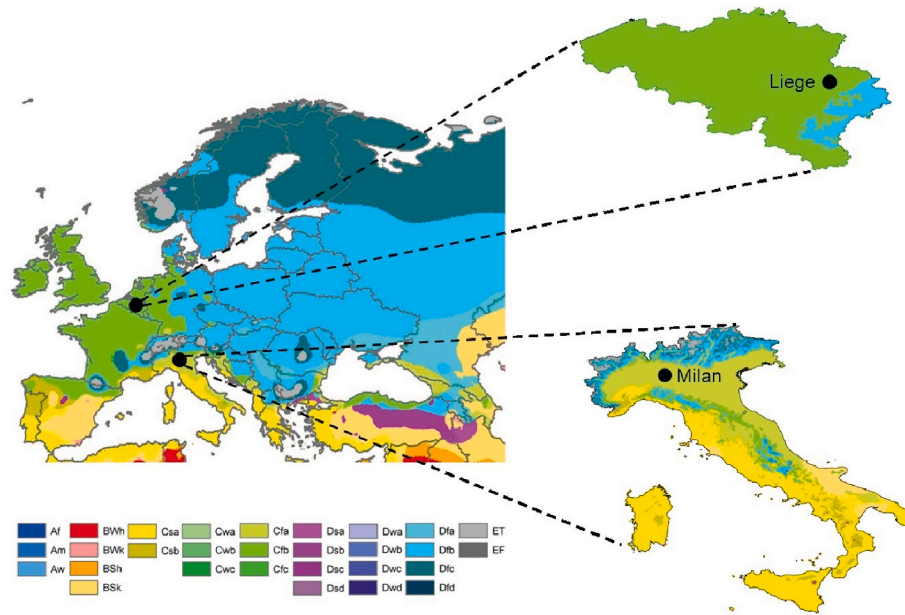 Liege
Milan
Af BWh Csa Cwa Cfa Dsa Dwa Dfa ET
Am BWk Csb Cwb Cfb Dsb Dwb Dfb EF
Aw BSh Cwc Cfc Dsc Dwc Dfc
BSk Dsd Dwd Dfd